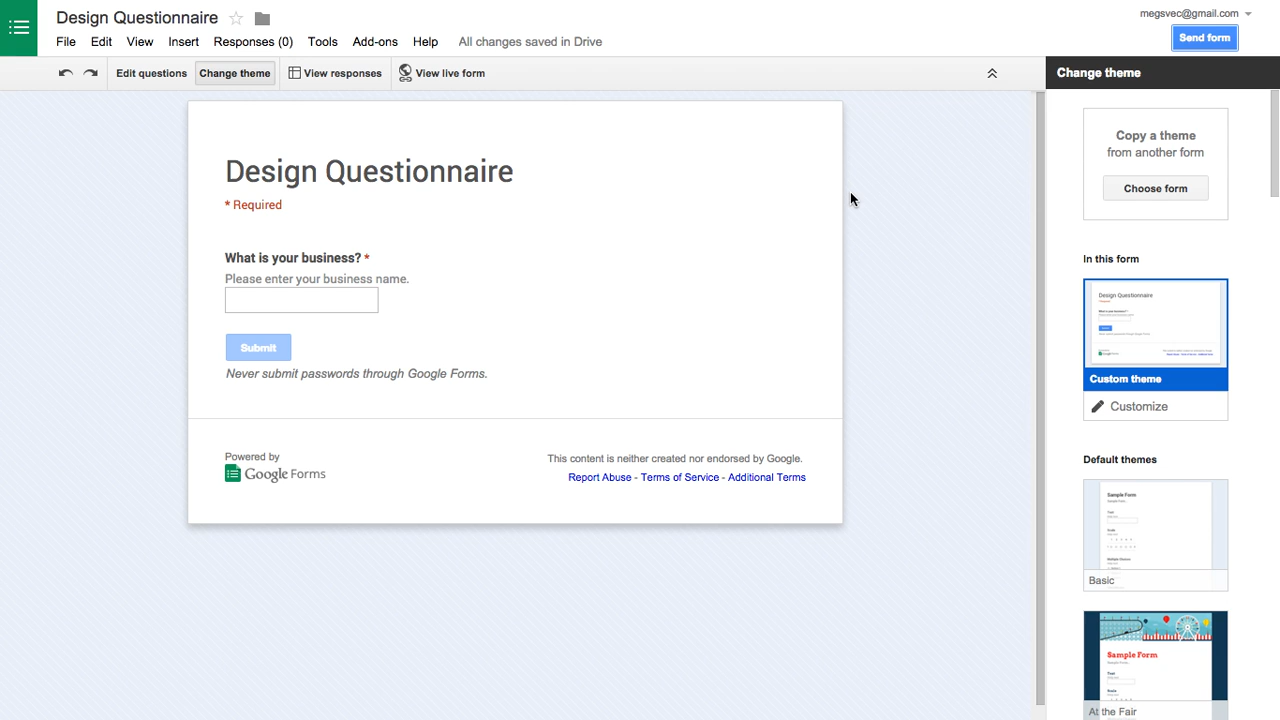 Design Questionnaire
megsvec@gmail.com
File Edit View Insert Responses (0) Tools Add-ons Help All changes saved in Drive
Send form
Edit questions Change theme View responses View live form
Change theme
Design Questionnaire
* Required
What is your business? *
Please enter your business name.
Submit
Never submit passwords through Google Forms.
Powered by
Google Forms
This content is neither created nor endorsed by Google.
Report Abuse - Terms of Service - Additional Terms
Copy a theme
from another form
Choose form
In this form
Design Questionnaire
Custom theme
Customize
Default themes
Sample Form
Basic
Sample Form
At the Fair